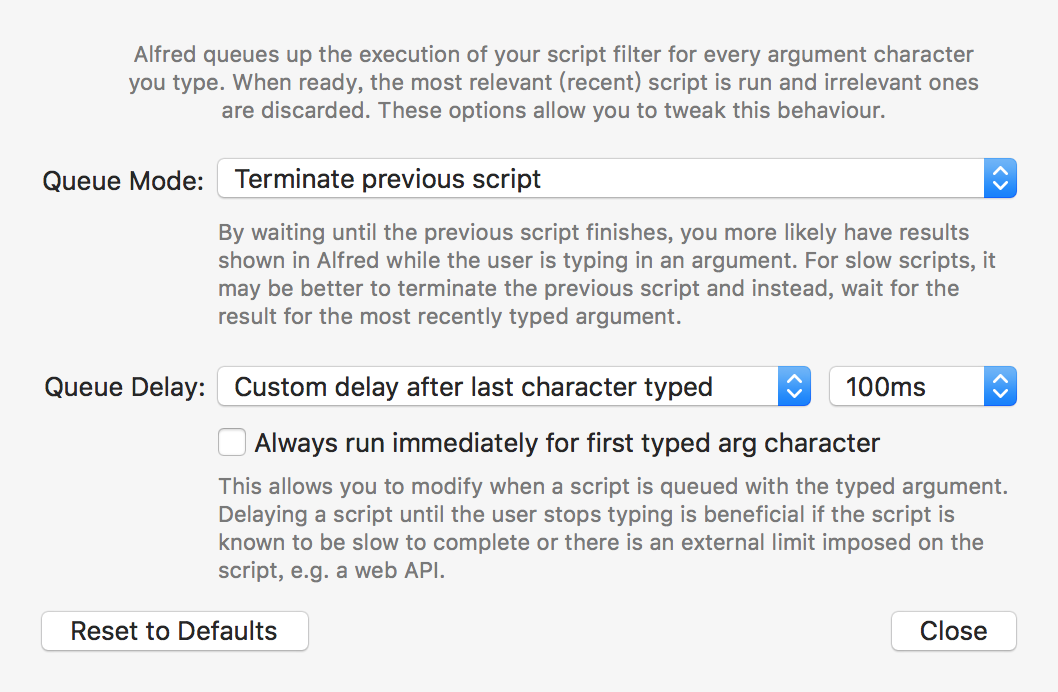 Alfred queues up the execution of your script filter for every argument character
you type. When ready, the most relevant (recent) script is run and irrelevant ones
are discarded. These options allow you to tweak this behaviour.
Queue Mode: Terminate previous script
By waiting until the previous script finishes, you more likely have results
shown in Alfred while the user is typing in an argument. For slow scripts, it
may be better to terminate the previous script and instead, wait for the
result for the most recently typed argument.
Queue Delay: Custom delay after last character typed 100ms
Always run immediately for first typed arg character
This allows you to modify when a script is queued with the typed argument.
Delaying a script until the user stops typing is beneficial if the script is
known to be slow to complete or there is an external limit imposed on the
script, e.g. a web API.
Reset to Defaults Close